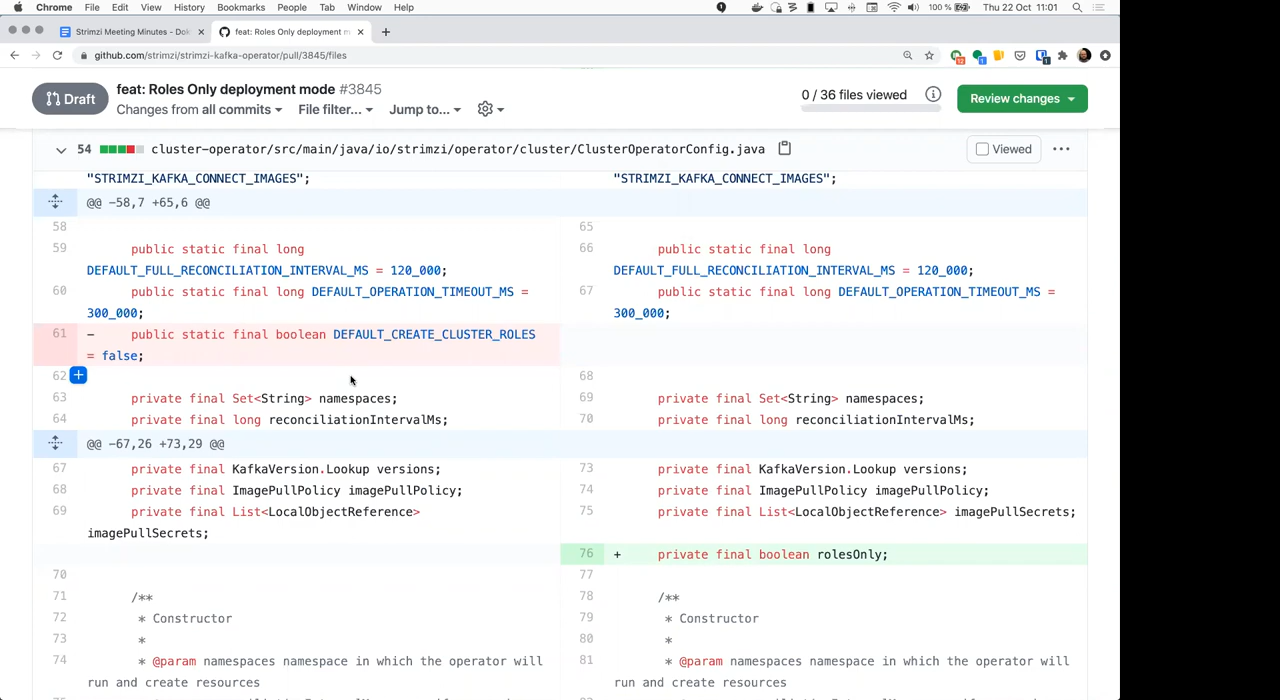 Chrome File Edit View History Bookmarks People Tab Window Help 100 % Thu 22 Oct 11:01
Strimzi Meeting Minutes - Dok × feat: Roles Only deployment m × +
github.com/strimzi/strimzi-kafka-operator/pull/3845/files
Draft
feat: Roles Only deployment mode #3845
Changes from all commits File filter... Jump to...
0 / 36 files viewed
Review changes
54 cluster-operator/src/main/java/io/strimzi/operator/cluster/ClusterOperatorConfig.java Viewed ...
"STRIMZI_KAFKA_CONNECT_IMAGES"; "STRIMZI_KAFKA_CONNECT_IMAGES";
@@ -58,7 +65,6 @@
58 65
59 public static final long 66 public static final long
DEFAULT_FULL_RECONCILIATION_INTERVAL_MS = 120_000; DEFAULT_FULL_RECONCILIATION_INTERVAL_MS = 120_000;
60 public static final long DEFAULT_OPERATION_TIMEOUT_MS = 67 public static final long DEFAULT_OPERATION_TIMEOUT_MS =
300_000; 300_000;
61 - public static final boolean DEFAULT_CREATE_CLUSTER_ROLES
= false;
62 + 68
63 private final Set<String> namespaces; 69 private final Set<String> namespaces;
64 private final long reconciliationIntervalMs; 70 private final long reconciliationIntervalMs;
@@ -67,26 +73,29 @@
67 private final KafkaVersion.Lookup versions; 73 private final KafkaVersion.Lookup versions;
68 private final ImagePullPolicy imagePullPolicy; 74 private final ImagePullPolicy imagePullPolicy;
69 private final List<LocalObjectReference> 75 private final List<LocalObjectReference> imagePullSecrets;
imagePullSecrets;
76 + private final boolean rolesOnly;
70 77
71 /** 78 /**
72 * Constructor 79 * Constructor
73 * 80 *
74 * @param namespaces namespace in which the operator will 81 * @param namespaces namespace in which the operator will
run and create resources run and create resources